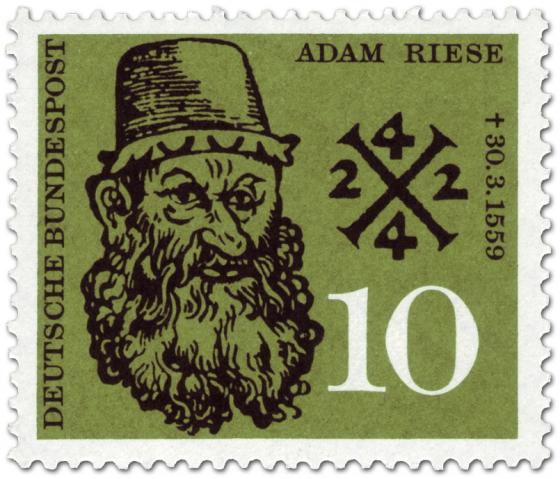 DEUTSCHE BUNDESPOST
ADAM RIESE
4
2 2
4
†30.3.1559
10